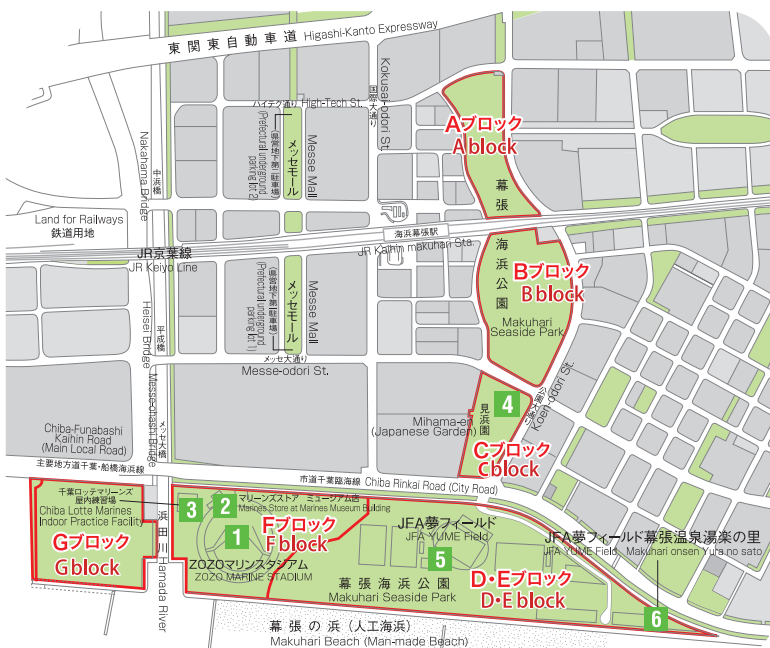 東関東自動車道 Higashi-Kanto Expressway
Kokusai-odori St.
国際大通り
ハイテク通り High-Tech St.
Aブロック
A block
Nakahama Bridge
中浜橋
(県営地下第二駐車場)
(Prefectural underground
parking lot 2)
メッセモール
Messe Mall
幕張
海浜公園
Land for Railways
鉄道用地
海浜幕張駅
JR Kaihin makuhari Sta.
JR京葉線
JR Keiyo Line
Bブロック
B block
Makuhari
Seaside Park
(県営地下第一駐車場)
(Prefectural underground
parking lot 1)
メッセモール
Messe Mall
Heisei Bridge
平成橋
メッセ大通り
Messe-odori St.
Koen-odori St.
公園大通り
4
見浜園
Mihama-en
(Japanese Garden)
Cブロック
C block
Messe-ohashi Bridge
メッセ大橋
Chiba-Funabashi
Kaihin Road
(Main Local Road)
主要地方道千葉・船橋海浜線
市道千葉臨海線 Chiba Rinkai Road (City Road)
千葉ロッテマリーンズ
屋内練習場
Chiba Lotte Marines
Indoor Practice Facility
Gブロック
G block
浜田川
Hamada River
3
2
マリーンズストア ミュージアム店
Marines Store at Marines Museum Building
1
Fブロック
F block
ZOZOマリンスタジアム
ZOZO MARINE STADIUM
JFA夢フィールド
JFA YUME Field
5
JFA夢フィールド幕張温泉湯楽の里
JFA YUME Field Makuhari onsen Yura no sato
D・Eブロック
D・E block
幕張海浜公園
Makuhari Seaside Park
6
幕張の浜（人工海浜）
Makuhari Beach (Man-made Beach)